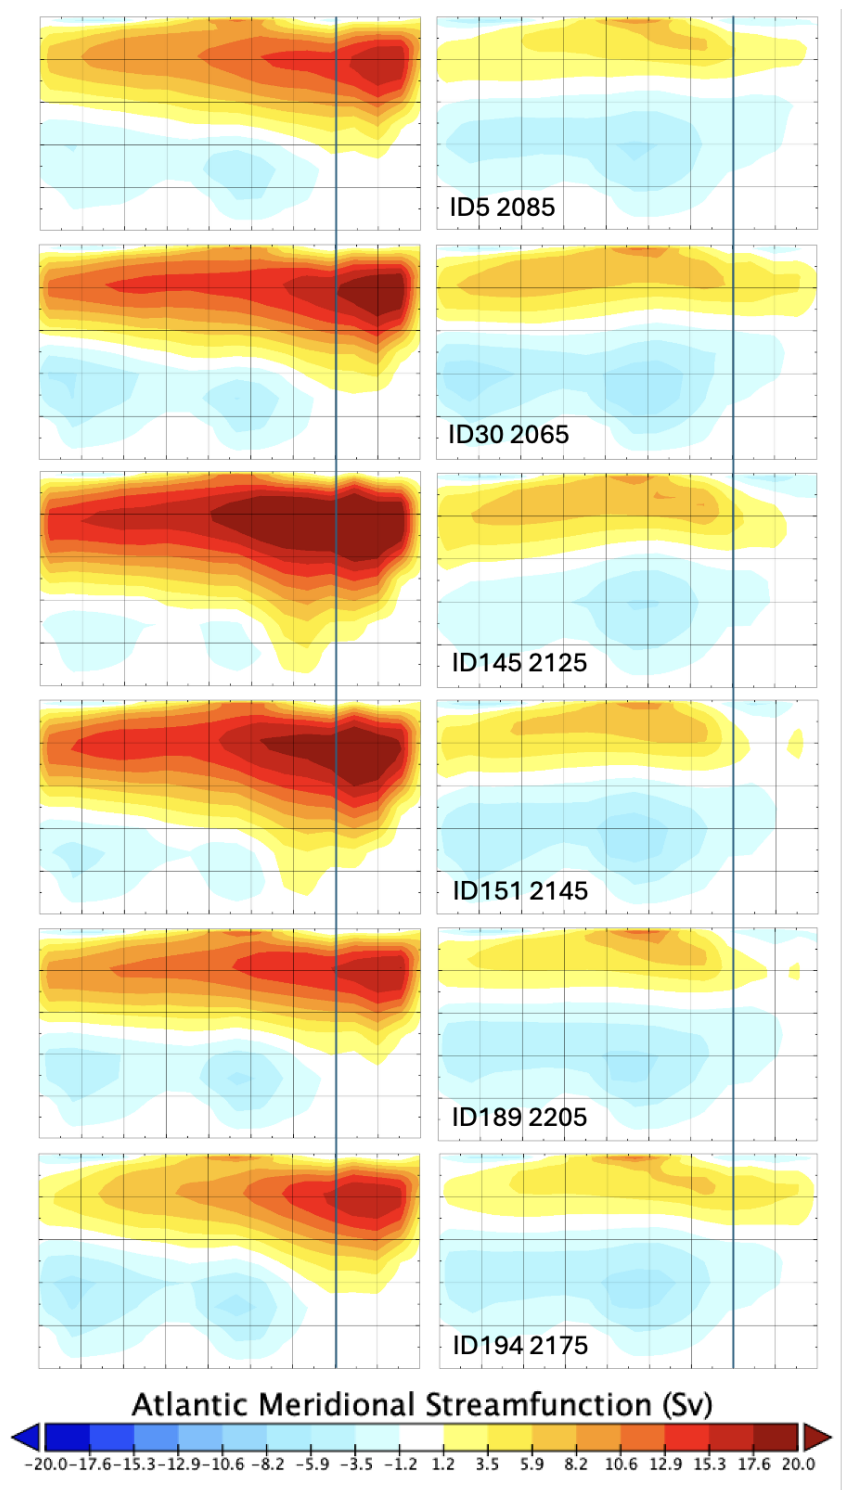 ID5 2085
ID30 2065
ID145 2125
ID151 2145
ID189 2205
ID194 2175
Atlantic Meridional Streamfunction (Sv)
-20.0 -17.6 -15.3 -12.9 -10.6 -8.2 -5.9 -3.5 -1.2 1.2 3.5 5.9 8.2 10.6 12.9 15.3 17.6 20.0